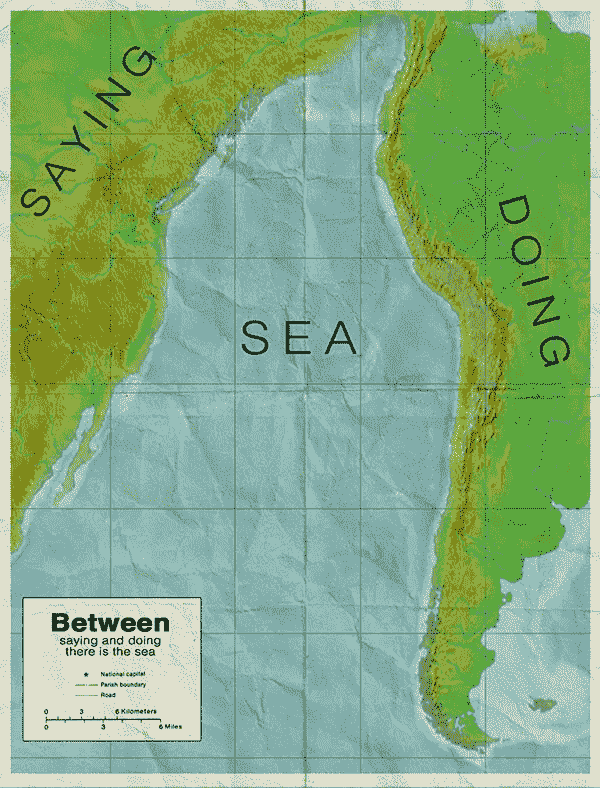 SAYING
DOING
SEA
Between
saying and doing
there is the sea
National capital
Parish boundary
Road
0 3 6 Kilometers
0 3 6 Miles